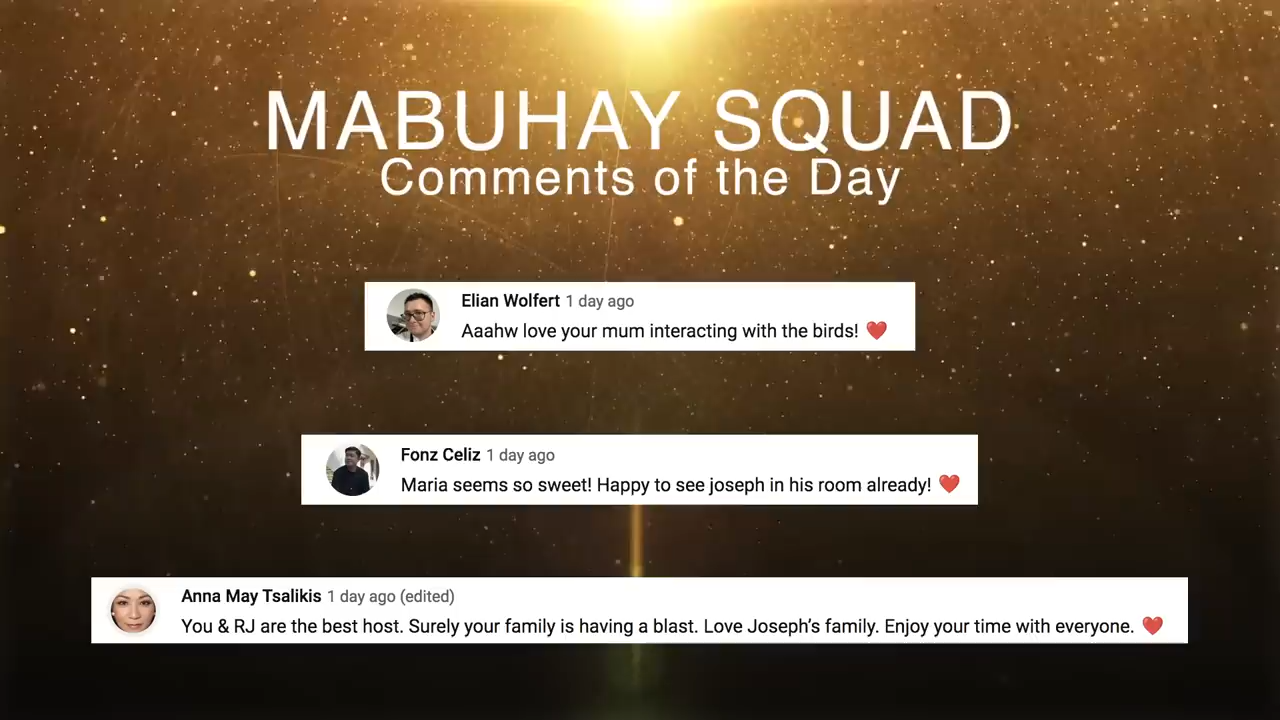 MABUHAY SQUAD
Comments of the Day
Elian Wolfert 1 day ago
Aaahw love your mum interacting with the birds! ❤️
Fonz Celiz 1 day ago
Maria seems so sweet! Happy to see joseph in his room already! ❤️
Anna May Tsalikis 1 day ago (edited)
You & RJ are the best host. Surely your family is having a blast. Love Joseph’s family. Enjoy your time with everyone. ❤️